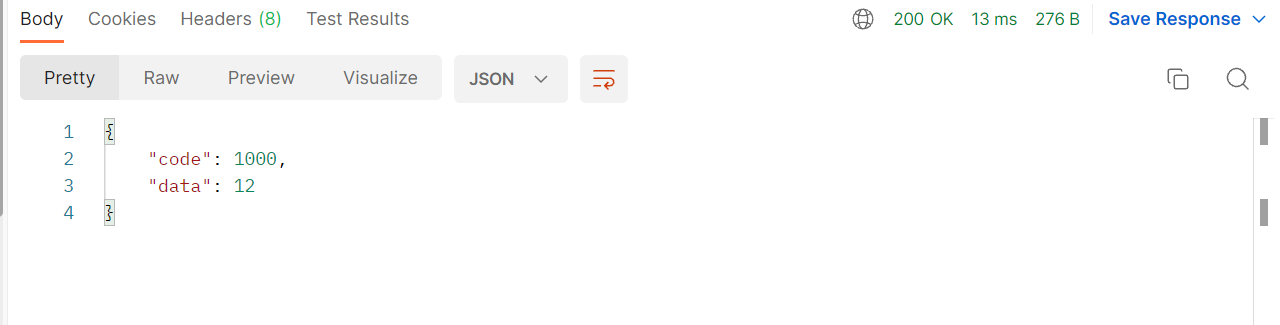 Body Cookies Headers (8) Test Results 200 OK 13 ms 276 B Save Response
Pretty Raw Preview Visualize JSON
1 {
2 "code": 1000,
3 "data": 12
4 }